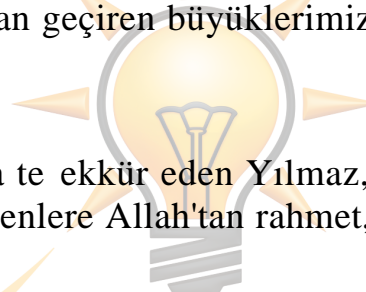 an geçiren büyüklerimiz
a te ekkür eden Yılmaz,
enlere Allah'tan rahmet,